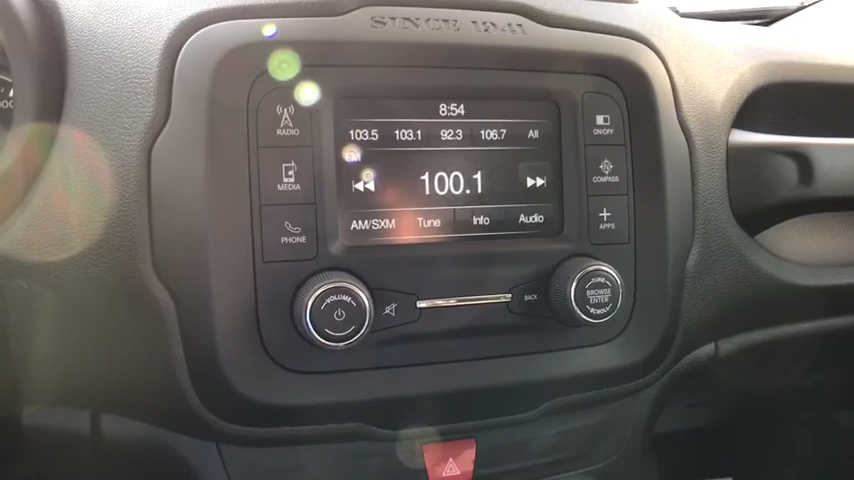 SINCE 1941
8:54
RADIO
103.5 103.1 92.3 106.7 All
ON/OFF
FM
MEDIA
100.1
N
COMPASS
PHONE
AM/SXM Tune Info Audio
APPS
VOLUME
BACK
TUNE
BROWSE
ENTER
SCROLL